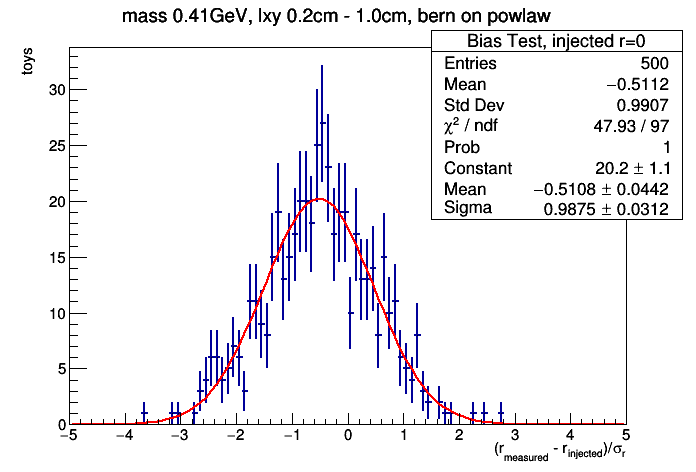 mass 0.41GeV, lxy 0.2cm - 1.0cm, bern on powlaw
Bias Test, injected r=0
Entries 500
Mean −0.5112
Std Dev 0.9907
χ² / ndf 47.93 / 97
Prob 1
Constant 20.2 ± 1.1
Mean −0.5108 ± 0.0442
Sigma 0.9875 ± 0.0312
toys
30
25
20
15
10
5
0
−5 −4 −3 −2 −1 0 1 2 3 4 5
(r_measured - r_injected)/σ_r